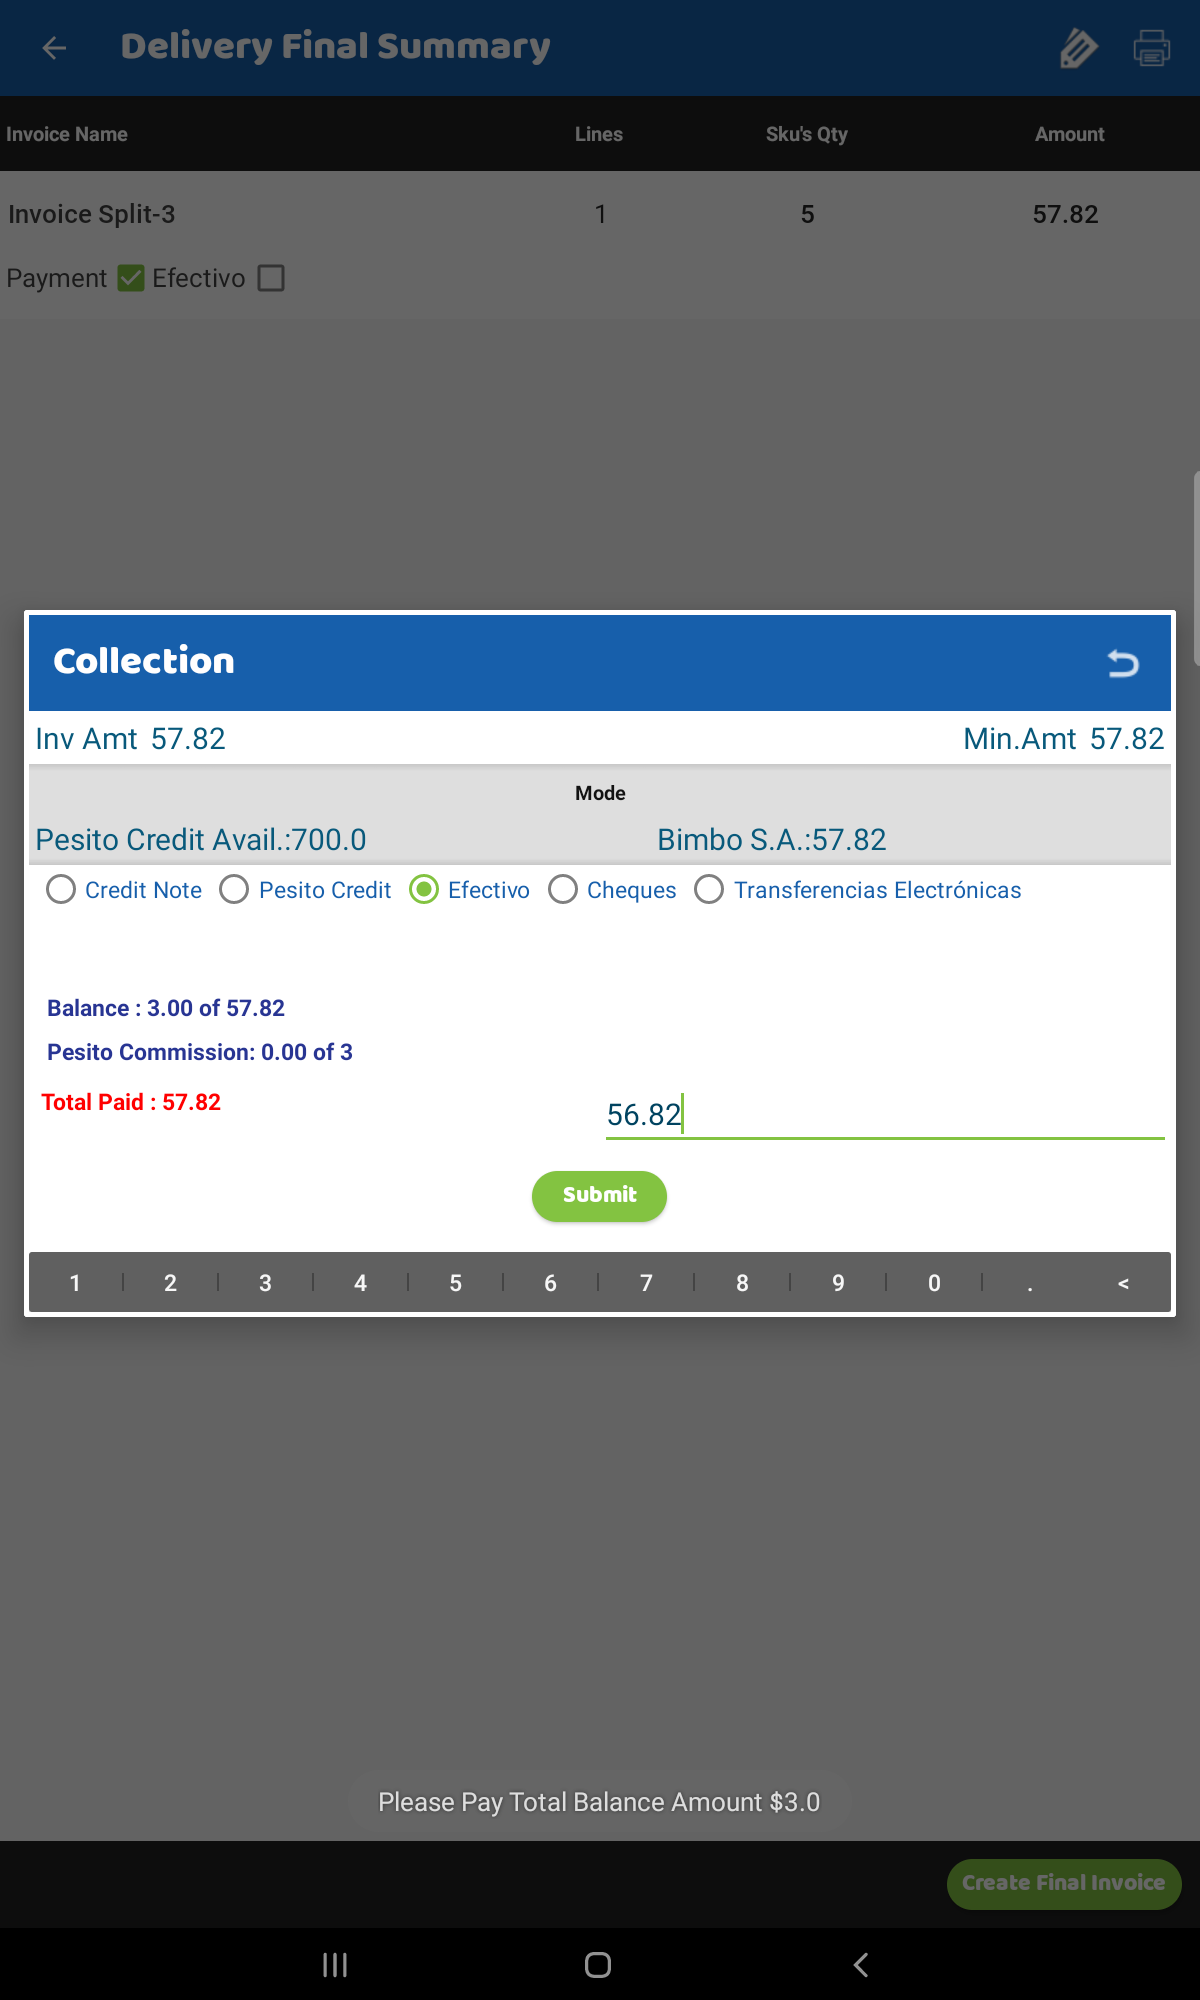 Delivery Final Summary
Invoice Name Lines Sku's Qty Amount
Invoice Split-3 1 5 57.82
Payment Efectivo
Collection
Inv Amt 57.82 Min.Amt 57.82
Mode
Pesito Credit Avail.:700.0 Bimbo S.A.:57.82
Credit Note Pesito Credit Efectivo Cheques Transferencias Electrónicas
Balance : 3.00 of 57.82
Pesito Commission: 0.00 of 3
Total Paid : 57.82
56.82
Submit
1 2 3 4 5 6 7 8 9 0 . <
Please Pay Total Balance Amount $3.0
Create Final Invoice